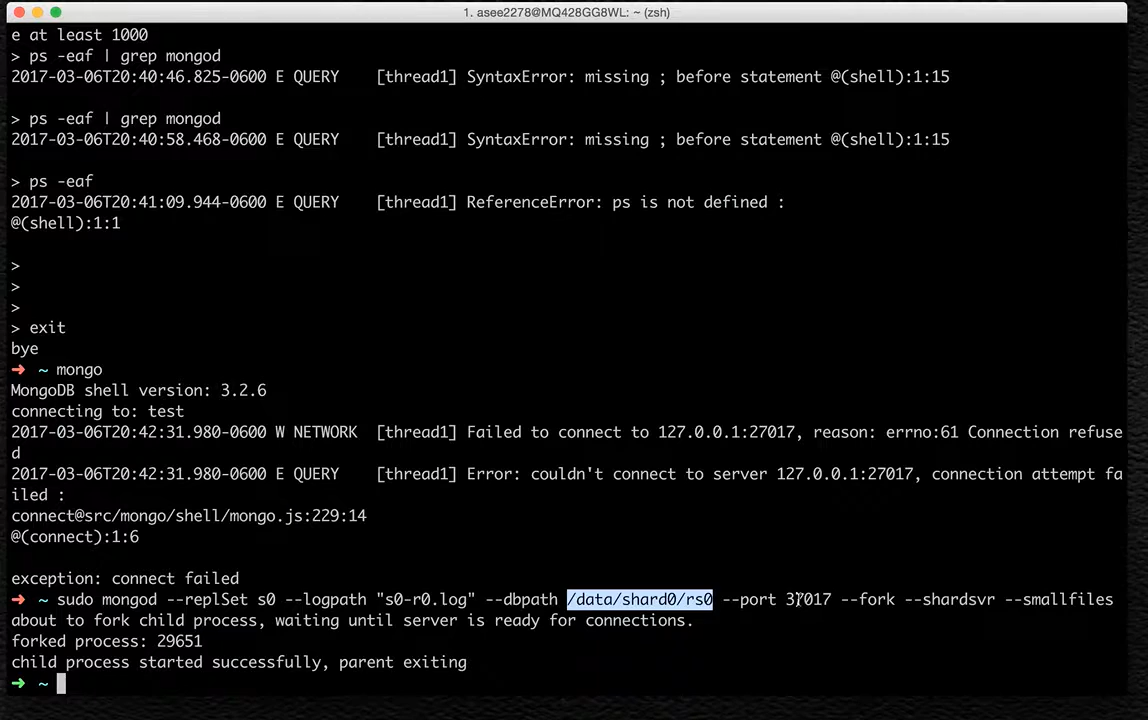 1. asee2278@MQ428GG8WL: ~ (zsh)
e at least 1000
> ps -eaf | grep mongod
2017-03-06T20:40:46.825-0600 E QUERY    [thread1] SyntaxError: missing ; before statement @(shell):1:15
> ps -eaf | grep mongod
2017-03-06T20:40:58.468-0600 E QUERY    [thread1] SyntaxError: missing ; before statement @(shell):1:15
> ps -eaf
2017-03-06T20:41:09.944-0600 E QUERY    [thread1] ReferenceError: ps is not defined :
@(shell):1:1
>
>
>
> exit
bye
➜ ~ mongo
MongoDB shell version: 3.2.6
connecting to: test
2017-03-06T20:42:31.980-0600 W NETWORK  [thread1] Failed to connect to 127.0.0.1:27017, reason: errno:61 Connection refuse
d
2017-03-06T20:42:31.980-0600 E QUERY    [thread1] Error: couldn't connect to server 127.0.0.1:27017, connection attempt fa
iled :
connect@src/mongo/shell/mongo.js:229:14
@(connect):1:6
exception: connect failed
➜ ~ sudo mongod --replSet s0 --logpath "s0-r0.log" --dbpath /data/shard0/rs0 --port 37017 --fork --shardsvr --smallfiles
about to fork child process, waiting until server is ready for connections.
forked process: 29651
child process started successfully, parent exiting
➜ ~